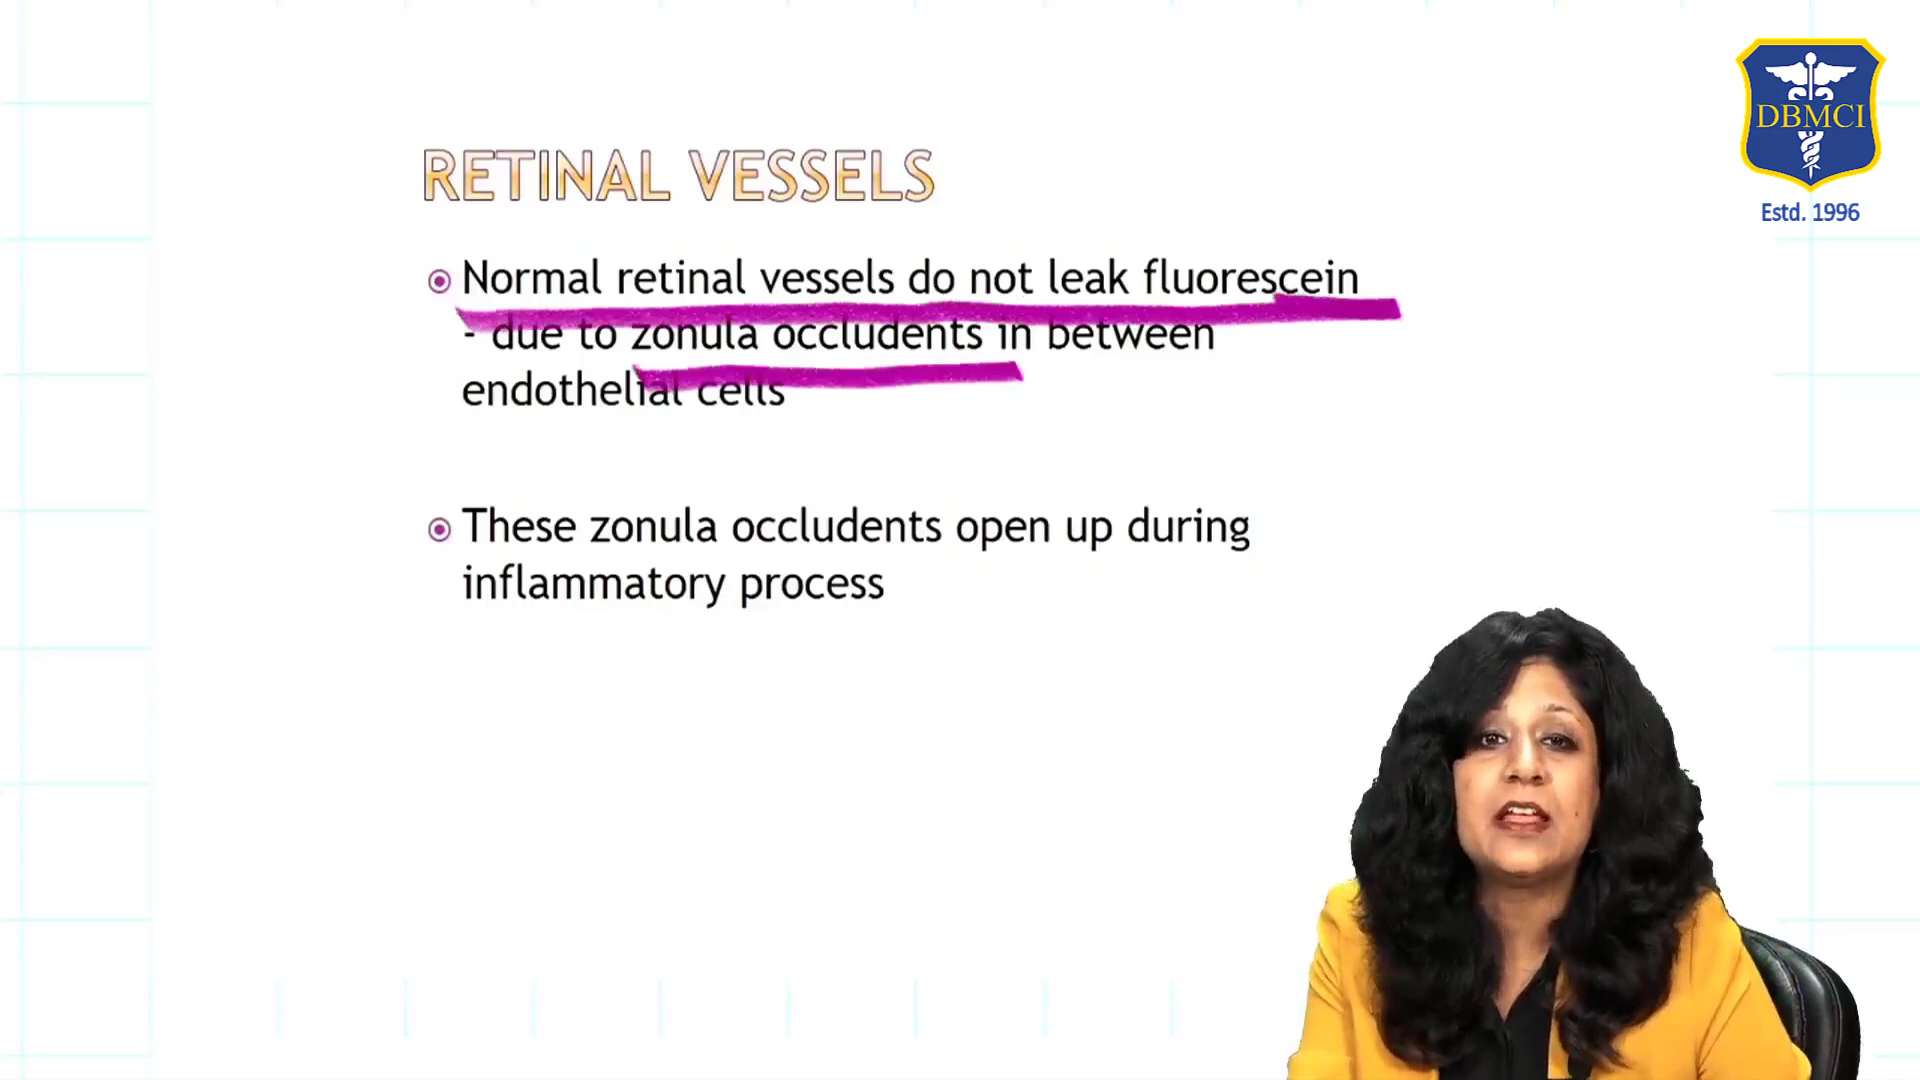 DBMCI
Estd. 1996
RETINAL VESSELS
Normal retinal vessels do not leak fluorescein
- due to zonula occludents in between
endothelial cells
These zonula occludents open up during
inflammatory process